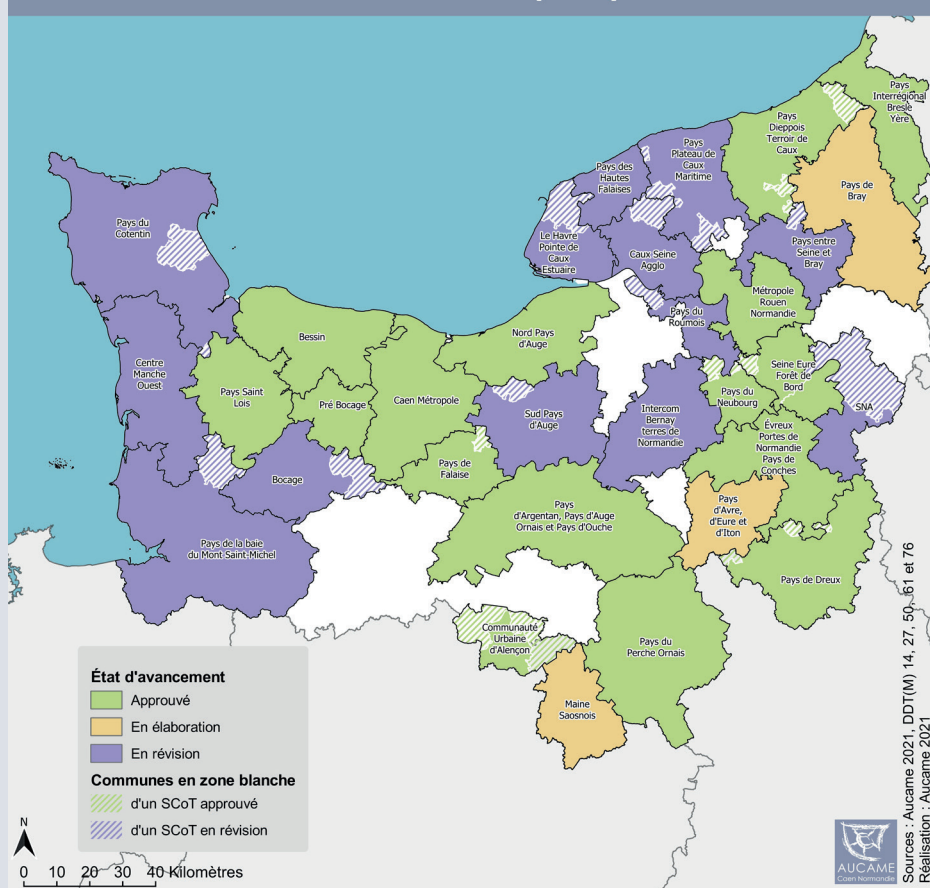 Pays
Interrégional
Bresle
Yère
Pays
Dieppois
Terroir de
Caux
Pays
Plateau de
Caux
Maritime
Pays des
Hautes
Falaises
Pays de
Bray
Pays du
Cotentin
Le Havre
Pointe de
Caux
Estuaire
Caux Seine
Agglo
Pays entre
Seine et
Bray
Métropole
Rouen
Normandie
Pays du
Roumois
Nord Pays
d'Auge
Bessin
Centre
Manche
Ouest
Pays Saint
Lois
Pré Bocage
Caen Métropole
Sud Pays
d'Auge
Intercom
Bernay
terres de
Normandie
Pays du
Neubourg
Seine Eure
Forêt de
Bord
SNA
Évreux
Portes de
Normandie
Pays de
Conches
Bocage
Pays de
Falaise
Pays
d'Argentan, Pays d'Auge
Ornais et Pays d'Ouche
Pays
d'Avre,
d'Eure et
d'Iton
Pays de la baie
du Mont Saint-Michel
Pays de Dreux
Communauté
Urbaine
d'Alençon
Pays du
Perche Ornais
Maine
Saosnois
État d'avancement
Approuvé
En élaboration
En révision
Communes en zone blanche
d'un SCoT approuvé
d'un SCoT en révision
N
0 10 20 30 40 Kilomètres
AUCAME
Caen Normandie
Sources : Aucame 2021, DDT(M) 14, 27, 50, 61 et 76
Réalisation : Aucame 2021